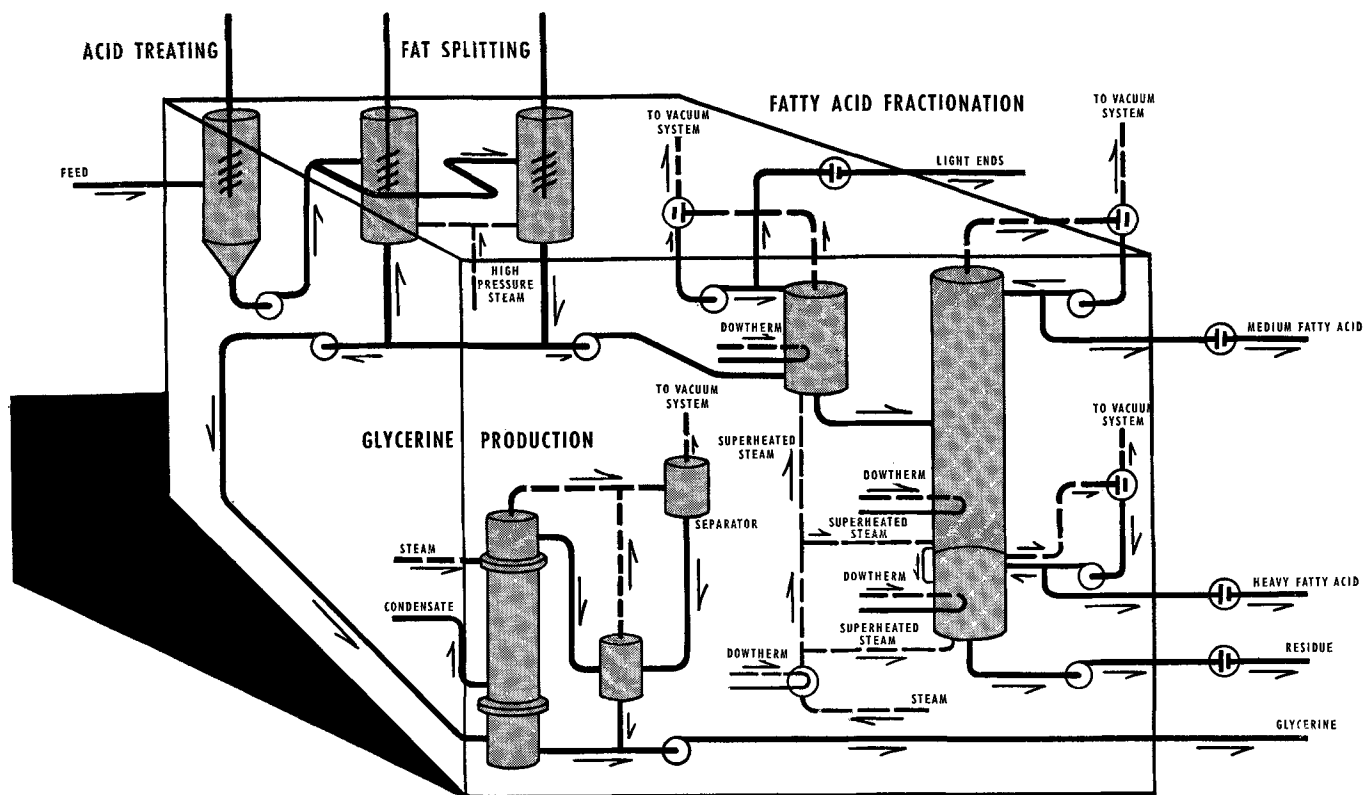 ACID TREATING
FAT SPLITTING
FATTY ACID FRACTIONATION
TO VACUUM
SYSTEM
TO VACUUM
SYSTEM
LIGHT ENDS
FEED
HIGH
PRESSURE
STEAM
DOWTHERM
MEDIUM FATTY ACID
TO VACUUM
SYSTEM
TO VACUUM
SYSTEM
GLYCERINE PRODUCTION
SUPERHEATED
STEAM
DOWTHERM
SEPARATOR
SUPERHEATED
STEAM
STEAM
DOWTHERM
HEAVY FATTY ACID
CONDENSATE
SUPERHEATED
STEAM
DOWTHERM
RESIDUE
STEAM
GLYCERINE